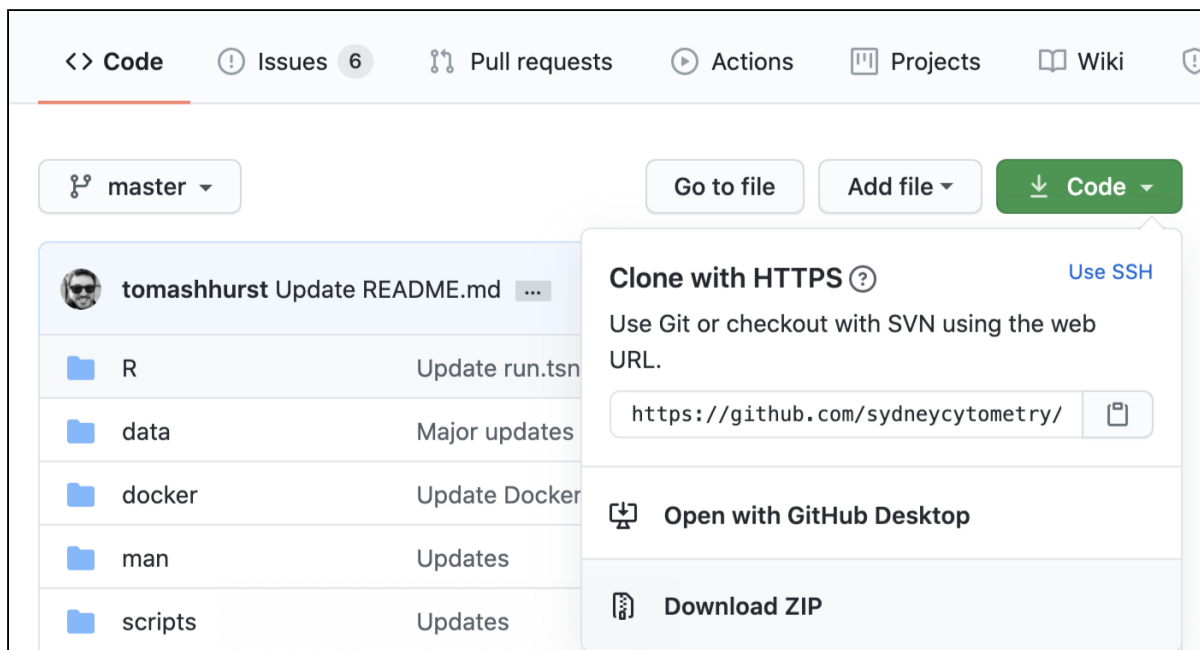 <> Code Issues 6 Pull requests Actions Projects Wiki
master Go to file Add file Code
tomashhurst Update README.md ...
Clone with HTTPS ? Use SSH
Use Git or checkout with SVN using the web
URL.
https://github.com/sydneycytometry/
R Update run.tsn
data Major updates
docker Update Docker
man Updates
scripts Updates
Open with GitHub Desktop
Download ZIP